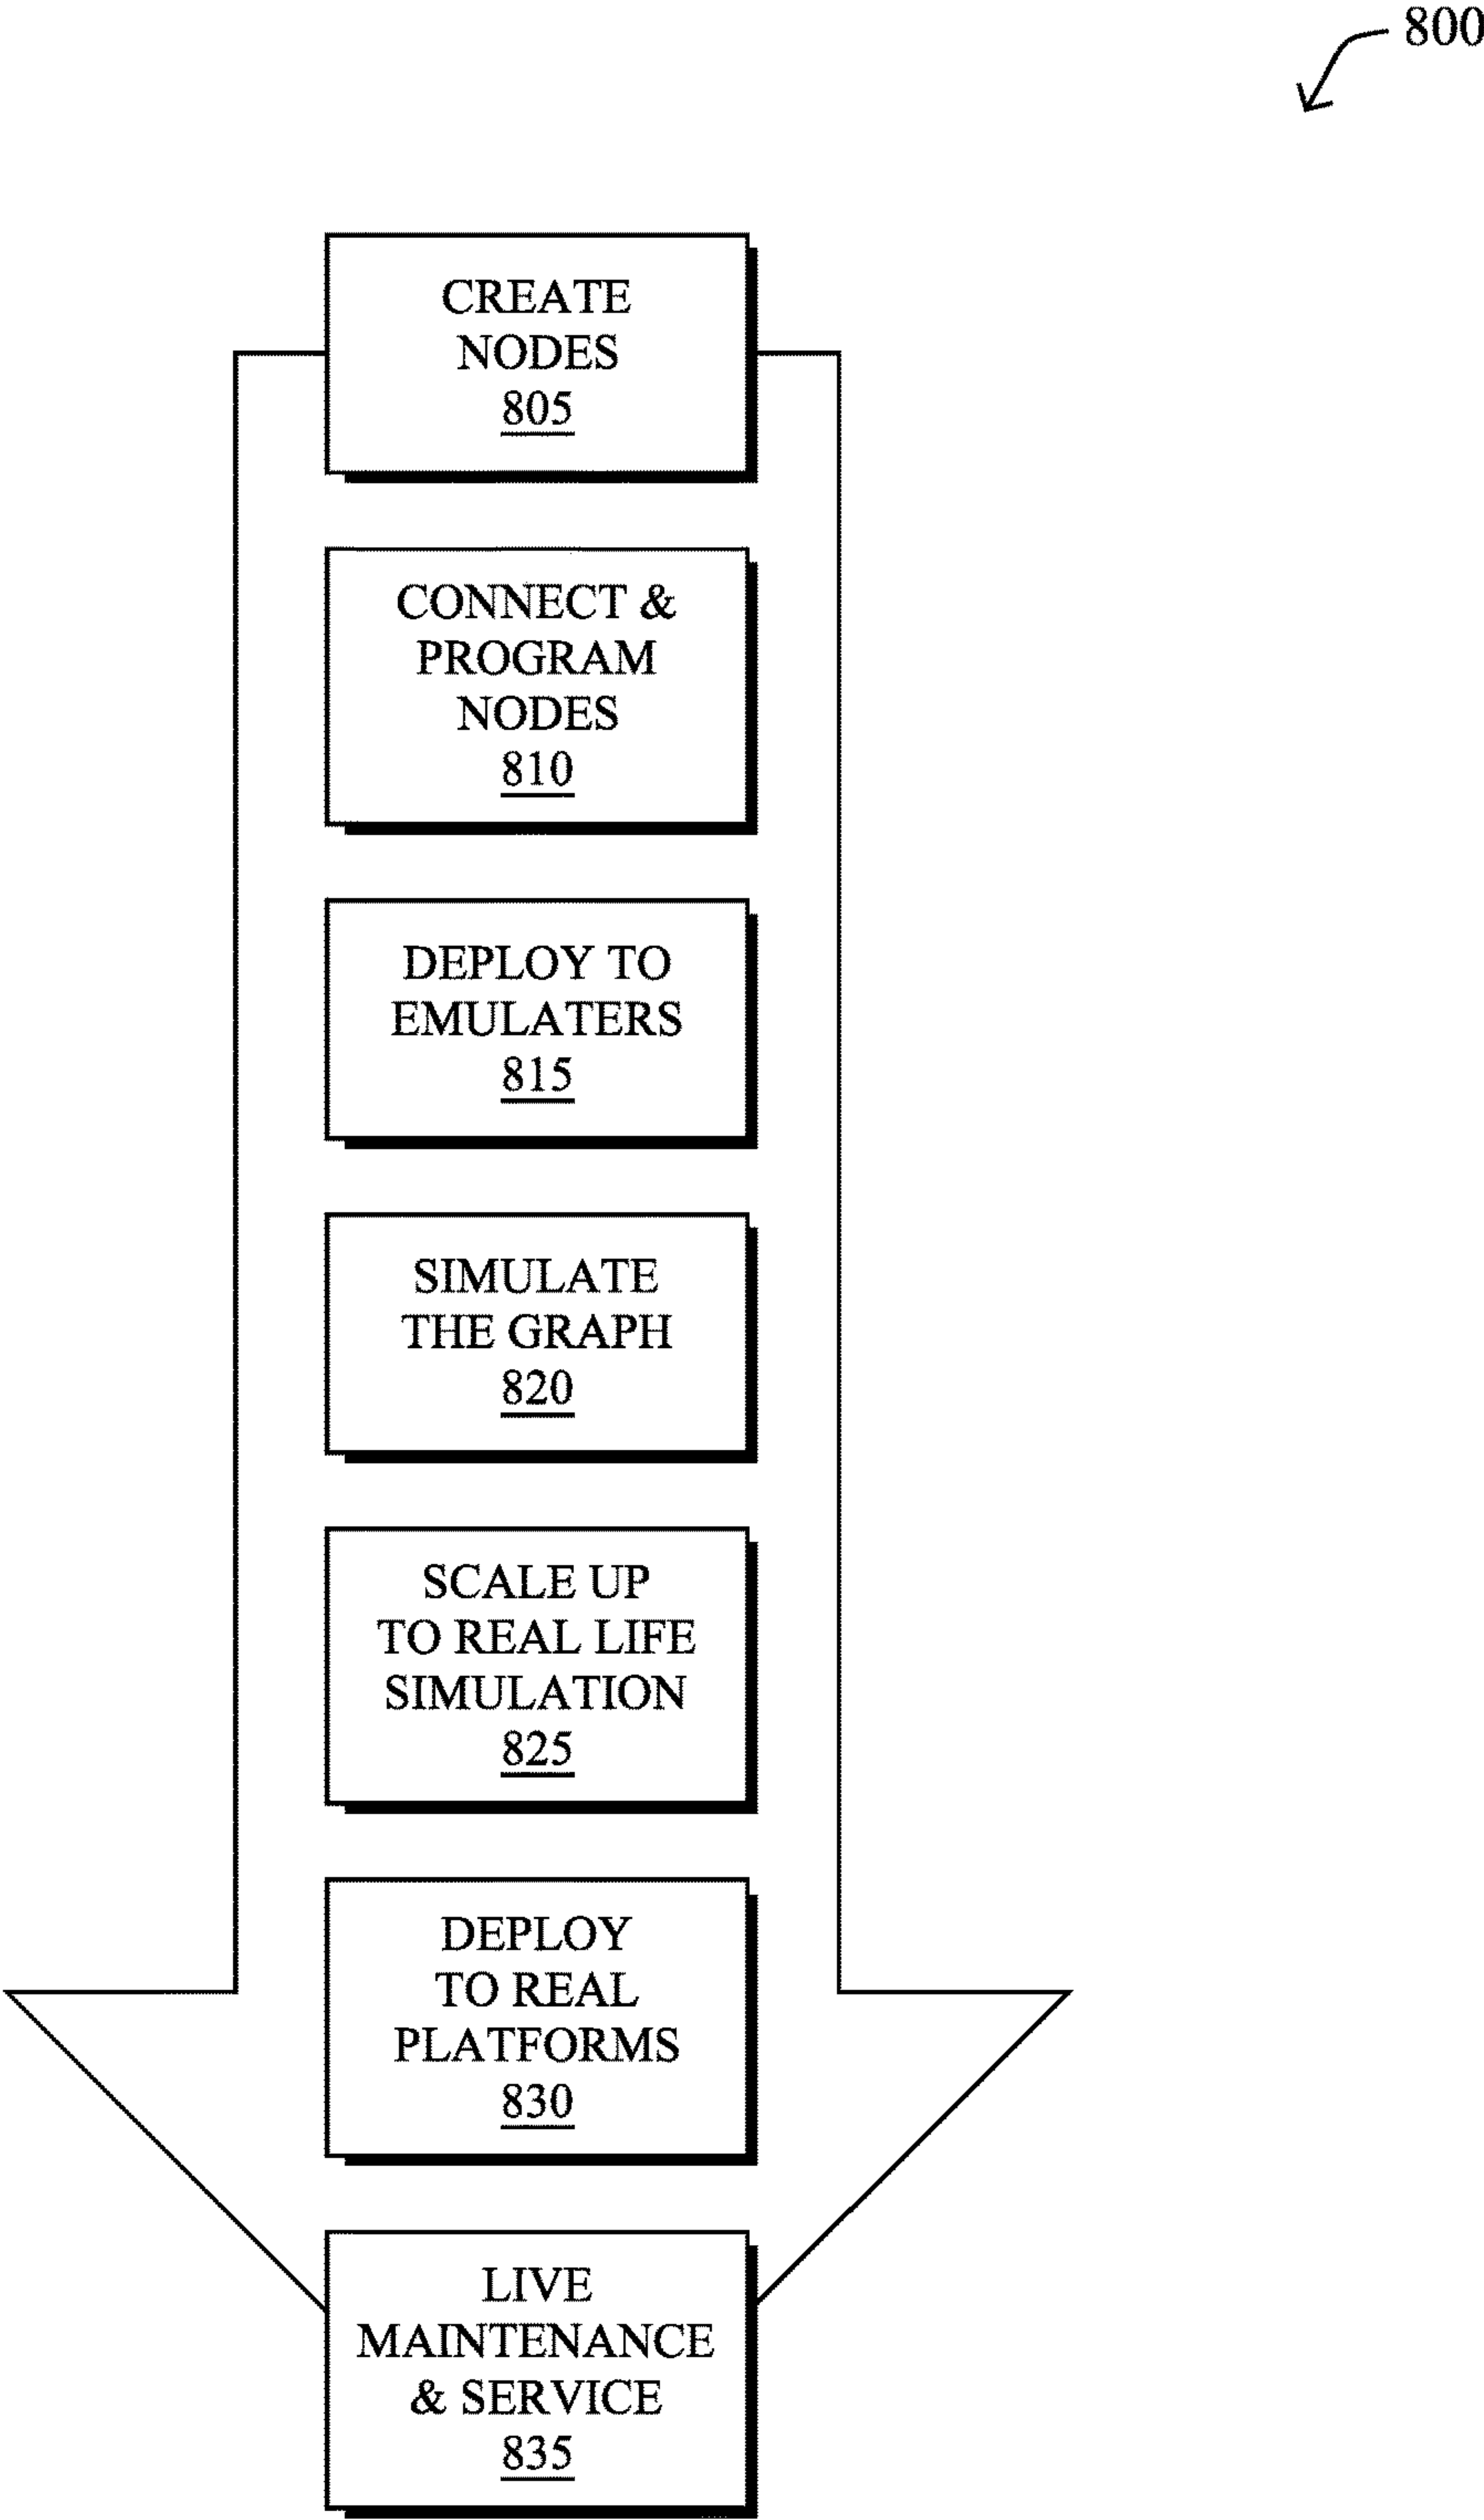 800
CREATE
NODES
805
CONNECT &
PROGRAM
NODES
810
DEPLOY TO
EMULATERS
815
SIMULATE
THE GRAPH
820
SCALE UP
TO REAL LIFE
SIMULATION
825
DEPLOY
TO REAL
PLATFORMS
830
LIVE
MAINTENANCE
& SERVICE
835